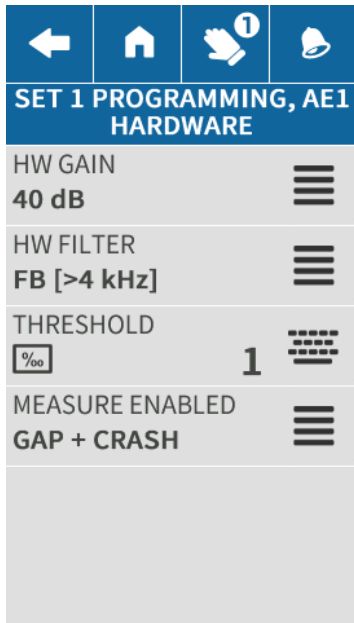 1
SET 1 PROGRAMMING, AE1
HARDWARE
HW GAIN
40 dB
HW FILTER
FB [>4 kHz]
THRESHOLD
‰ 1
MEASURE ENABLED
GAP + CRASH